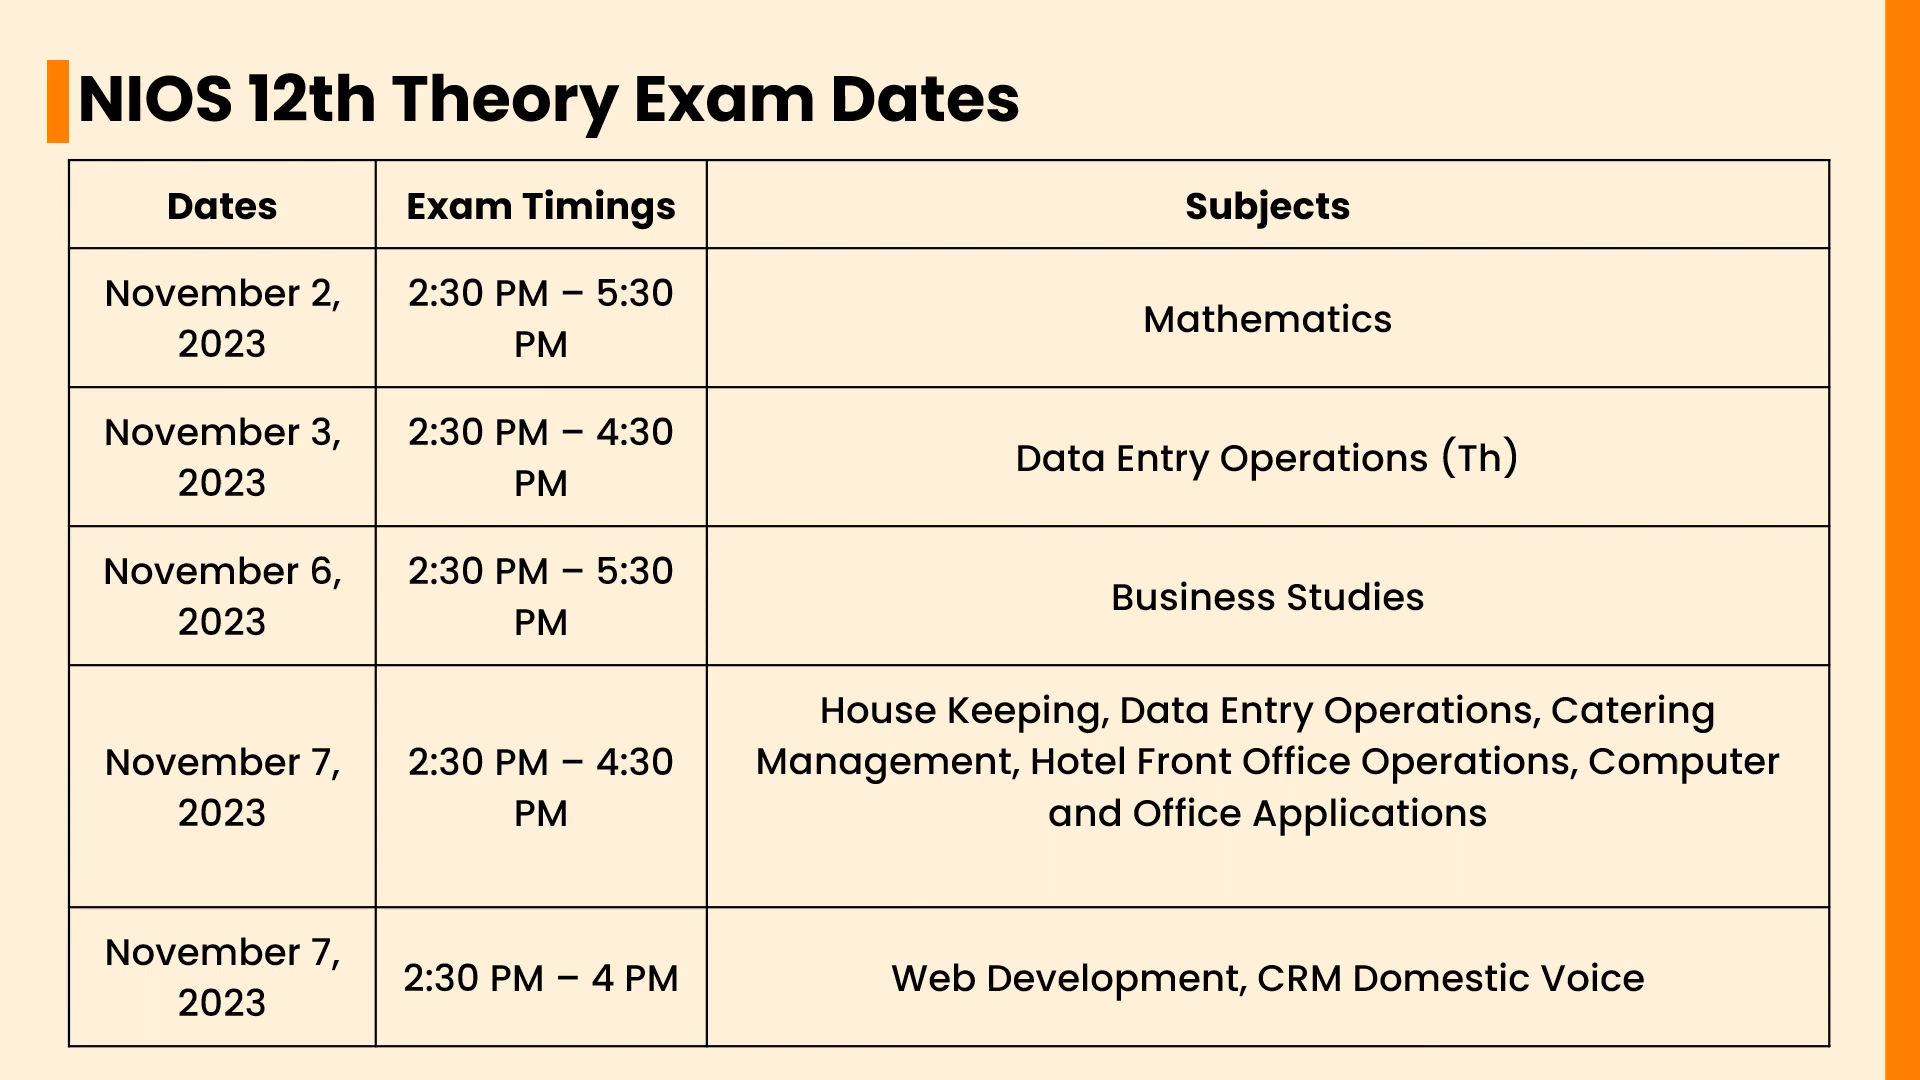 NIOS 12th Theory Exam Dates
Dates
Exam Timings
Subjects
November 2,
2023
2:30 PM – 5:30
PM
Mathematics
November 3,
2023
2:30 PM – 4:30
PM
Data Entry Operations (Th)
November 6,
2023
2:30 PM – 5:30
PM
Business Studies
November 7,
2023
2:30 PM – 4:30
PM
House Keeping, Data Entry Operations, Catering
Management, Hotel Front Office Operations, Computer
and Office Applications
November 7,
2023
2:30 PM – 4 PM
Web Development, CRM Domestic Voice